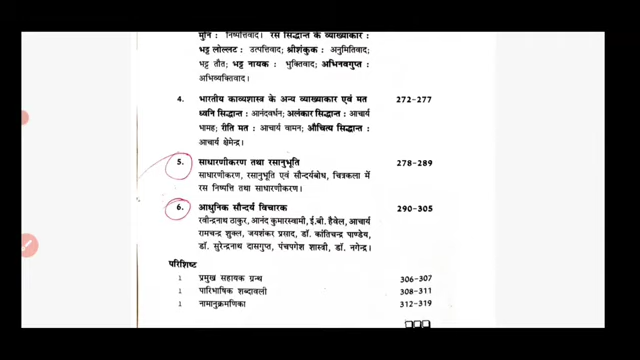 मुनि : निष्पत्तिवाद। रस सिद्धान्त के व्याख्याकार :
भट्ट लोल्लट : उत्पत्तिवाद; श्रीशंकुक : अनुमितिवाद;
भट्ट तौत; भट्ट नायक : भुक्तिवाद; अभिनवगुप्त :
अभिव्यक्तिवाद।
4. भारतीय काव्यशास्त्र के अन्य व्याख्याकार एवं मत 272-277
ध्वनि सिद्धान्त : आनंदवर्धन; अलंकार सिद्धान्त : आचार्य
भामह; रीति मत : आचार्य वामन; औचित्य सिद्धान्त :
आचार्य क्षेमेन्द्र।
5. साधारणीकरण तथा रसानुभूति 278-289
साधारणीकरण, रसानुभूति एवं सौन्दर्यबोध, चित्रकला में
रस निष्पत्ति तथा साधारणीकरण।
6. आधुनिक सौन्दर्य विचारक 290-305
रवीन्द्रनाथ ठाकुर, आनंद कुमारस्वामी, ई.बी. हैवेल, आचार्य
रामचन्द्र शुक्ल, जयशंकर प्रसाद, डॉ. कांतिचन्द्र पाण्डेय,
डॉ. सुरेन्द्रनाथ दासगुप्त, पंचपगेश शास्त्री, डॉ. नगेन्द्र।
परिशिष्ट
1 प्रमुख सहायक ग्रन्थ 306-307
1 पारिभाषिक शब्दावली 308-311
1 नामानुक्रमणिका 312-319